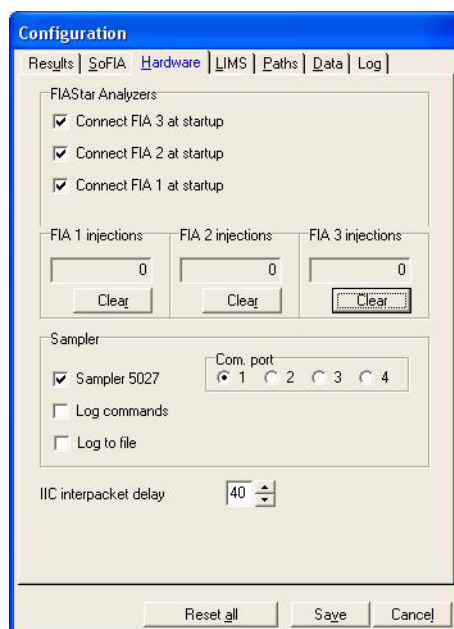 Configuration
Results SoFIA Hardware LIMS Paths Data Log
FIAStar Analyzers
Connect FIA 3 at startup
Connect FIA 2 at startup
Connect FIA 1 at startup
FIA 1 injections FIA 2 injections FIA 3 injections
0 0 0
Clear Clear Clear
Sampler
Com. port
Sampler 5027 1 2 3 4
Log commands
Log to file
IIC interpacket delay 40
Reset all Save Cancel